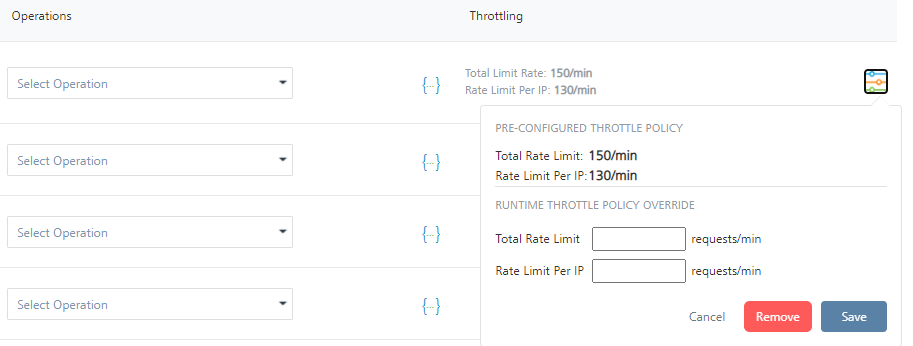 Operations Throttling
Select Operation {...} Total Limit Rate: 150/min
Rate Limit Per IP: 130/min
PRE-CONFIGURED THROTTLE POLICY
Total Rate Limit: 150/min
Select Operation {...}
Rate Limit Per IP:130/min
RUNTIME THROTTLE POLICY OVERRIDE
Select Operation {...}
Total Rate Limit requests/min
Rate Limit Per IP requests/min
Select Operation {...}
Cancel Remove Save